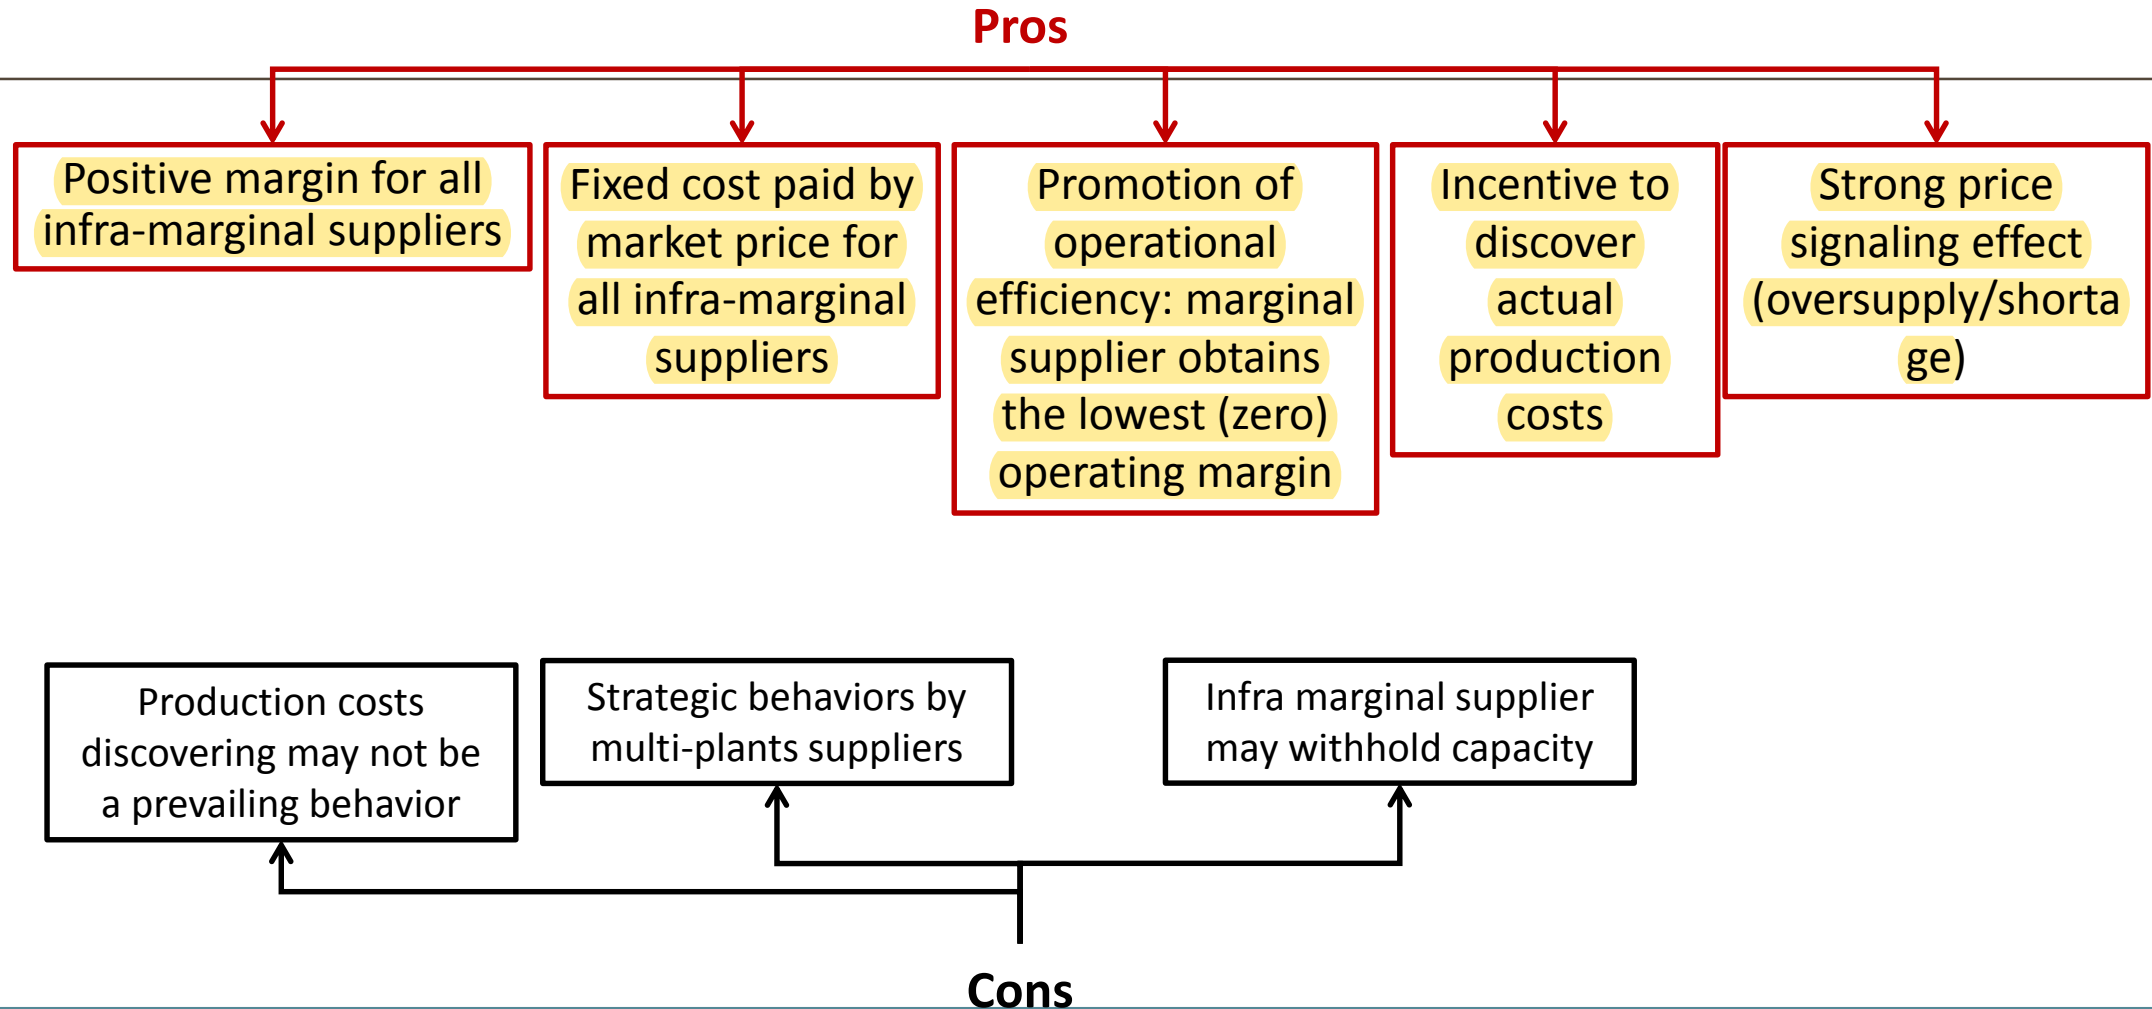 Pros
Positive margin for all
infra-marginal suppliers
Fixed cost paid by
market price for
all infra-marginal
suppliers
Promotion of
operational
efficiency: marginal
supplier obtains
the lowest (zero)
operating margin
Incentive to
discover
actual
production
costs
Strong price
signaling effect
(oversupply/shorta
ge)
Production costs
discovering may not be
a prevailing behavior
Strategic behaviors by
multi-plants suppliers
Infra marginal supplier
may withhold capacity
Cons